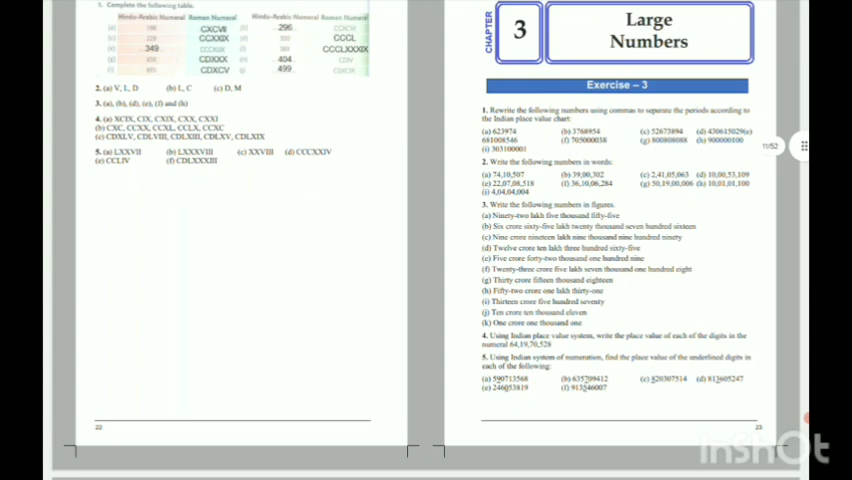 1. Complete the following table.
Hindu-Arabic Numeral Roman Numeral Hindu-Arabic Numeral Roman Numeral
CXCVII 296
CCXXIX CCCL
349 CCCLXXXIX
CDXXX 404
CDXCV 499
2. (a) V, L, D (b) L, C (c) D, M
3. (a), (b), (d), (e), (f) and (h)
4. (a) XCIX, CIX, CXIX, CXX, CXXI
(b) CXC, CCXX, CCXL, CCLX, CCXC
(c) CDXLV, CDLVIII, CDLXIII, CDLXV, CDLXIX
5. (a) LXXVII (b) LXXXVIII (c) XXVIII (d) CCCXXIV
(e) CCLIV (f) CDLXXXIII
22
CHAPTER
3
Large
Numbers
Exercise – 3
1. Rewrite the following numbers using commas to separate the periods according to
the Indian place value chart:
(a) 623974 (b) 3768954 (c) 52673894 (d) 430615029(e)
681008546 (f) 705000038 (g) 800808088 (h) 900000100
(i) 303100001
2. Write the following numbers in words:
(a) 74,10,507 (b) 39,00,302 (c) 2,41,05,063 (d) 10,00,53,109
(e) 22,07,08,518 (f) 36,10,06,284 (g) 50,19,00,006 (h) 10,01,01,100
(i) 4,04,04,004
3. Write the following numbers in figures.
(a) Ninety-two lakh five thousand fifty-five
(b) Six crore sixty-five lakh twenty thousand seven hundred sixteen
(c) Nine crore nineteen lakh nine thousand nine hundred ninety
(d) Twelve crore ten lakh three hundred sixty-five
(e) Five crore forty-two thousand one hundred nine
(f) Twenty-three crore five lakh seven thousand one hundred eight
(g) Thirty crore fifteen thousand eighteen
(h) Fifty-two crore one lakh thirty-one
(i) Thirteen crore five hundred seventy
(j) Ten crore ten thousand eleven
(k) One crore one thousand one
4. Using Indian place value system, write the place value of each of the digits in the
numeral 64,19,70,528
5. Using Indian system of numeration, find the place value of the underlined digits in
each of the following:
(a) 590713568 (b) 635709412 (c) 820307514 (d) 813605247
(e) 246053819 (f) 913546007
23
11/52
InShOt